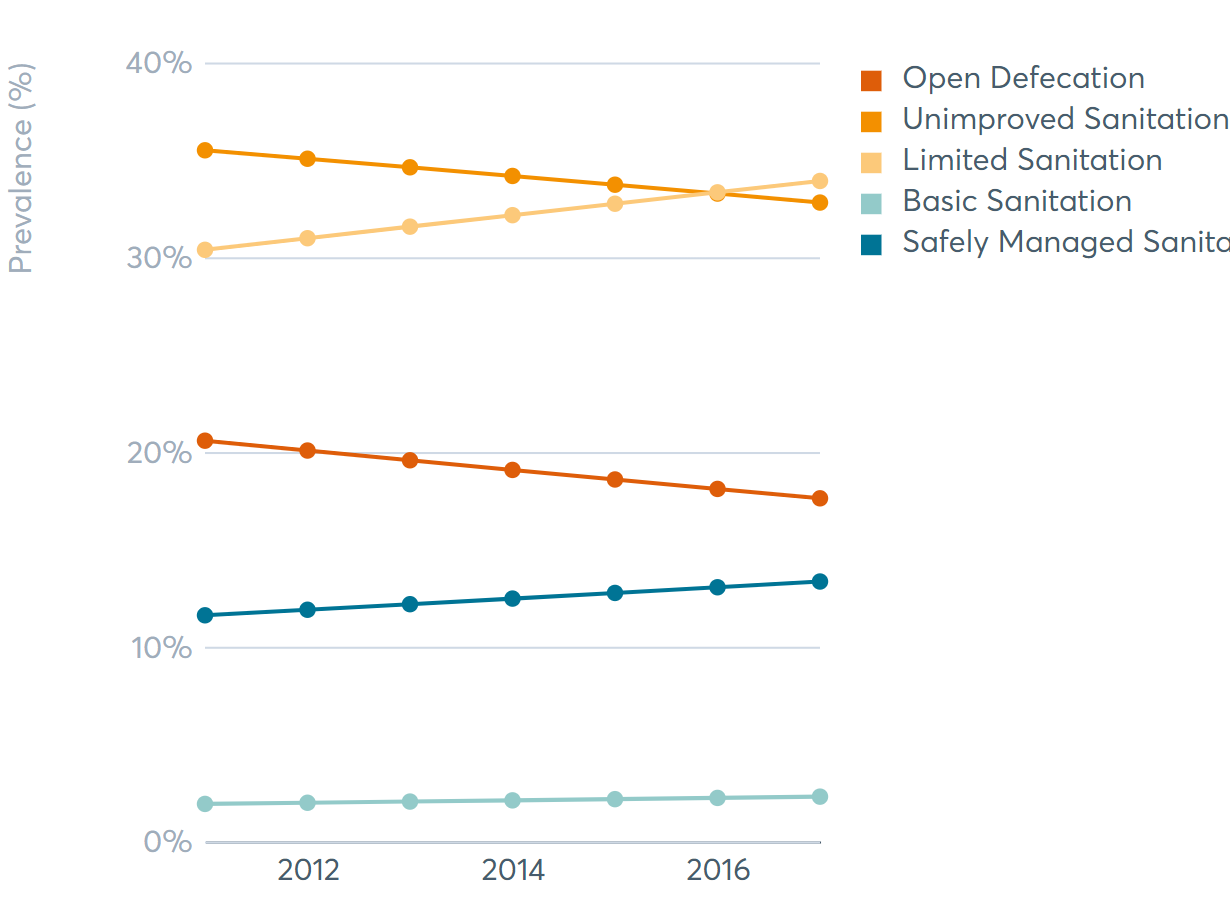 Prevalence (%)
40%
30%
20%
10%
0%
2012
2014
2016
Open Defecation
Unimproved Sanitation
Limited Sanitation
Basic Sanitation
Safely Managed Sanita